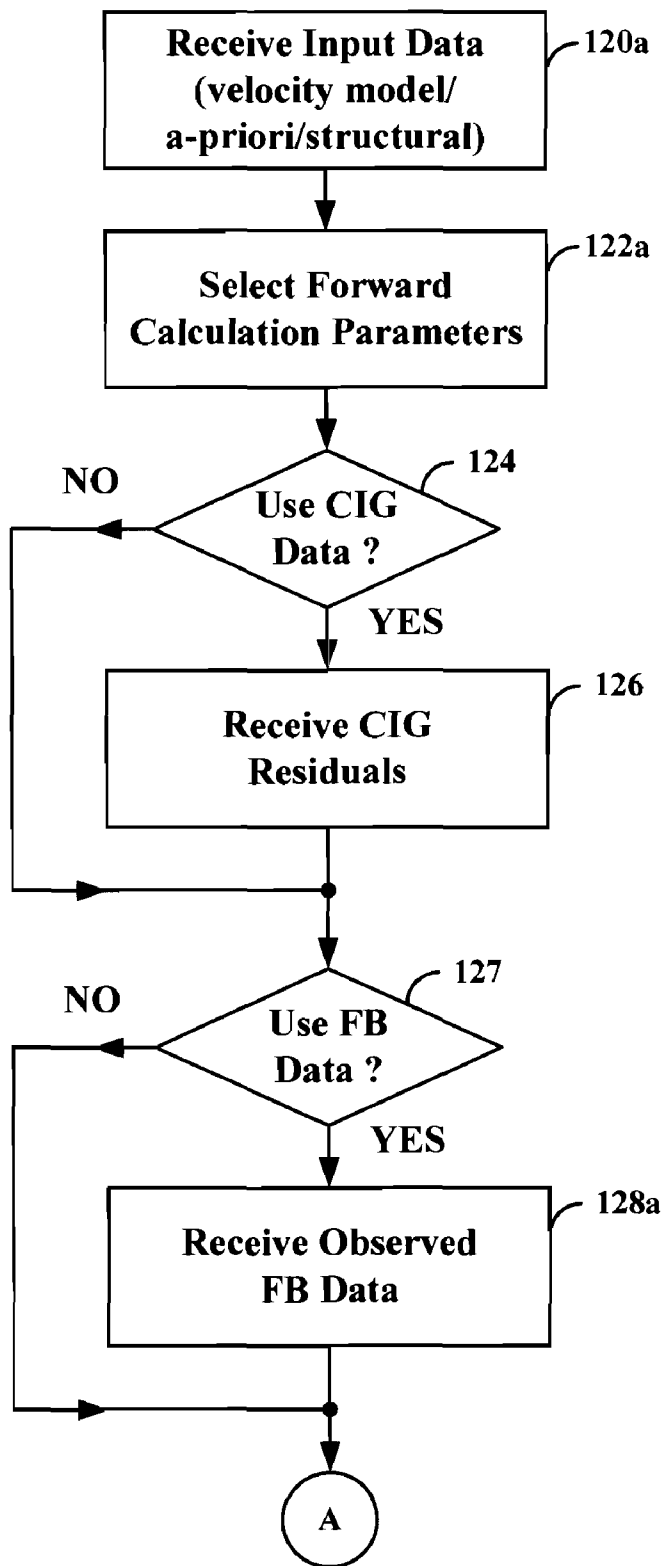 Receive Input Data
(velocity model/
a-priori/structural)
120a
Select Forward
Calculation Parameters
122a
NO
Use CIG
Data ?
124
YES
Receive CIG
Residuals
126
NO
Use FB
Data ?
127
YES
Receive Observed
FB Data
128a
A